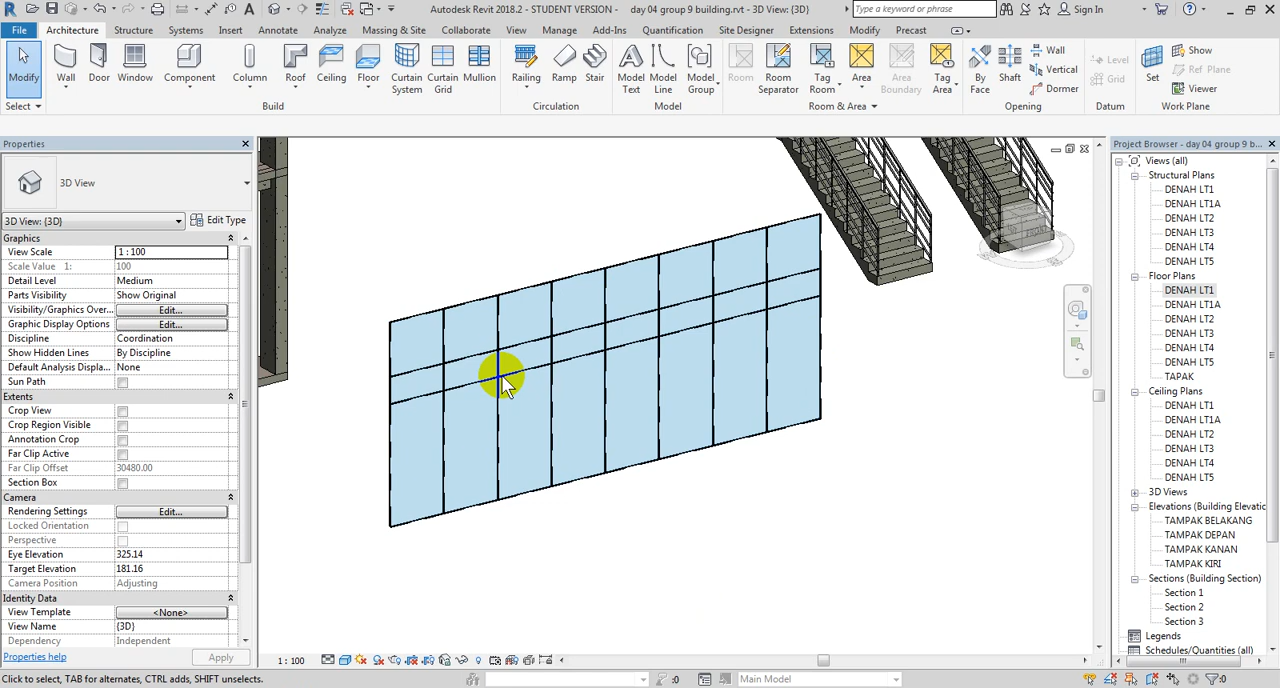 Autodesk Revit 2018.2 - STUDENT VERSION - day 04 group 9 building.rvt - 3D View: {3D}
Type a keyword or phrase
Sign In
File Architecture Structure Systems Insert Annotate Analyze Massing & Site Collaborate View Manage Add-Ins Quantification Site Designer Extensions Modify Precast
Modify Wall Door Window Component Column Roof Ceiling Floor Curtain System Curtain Grid Mullion Railing Ramp Stair Model Text Model Line Model Group Room Room Separator Tag Room Area Area Boundary Tag Area By Face Shaft Wall Vertical Dormer Level Grid Set Show Ref Plane Viewer
Select Build Circulation Model Room & Area Opening Datum Work Plane
Properties
3D View
3D View: {3D} Edit Type
Graphics
View Scale 1 : 100
Scale Value 1: 100
Detail Level Medium
Parts Visibility Show Original
Visibility/Graphics Over... Edit...
Graphic Display Options Edit...
Discipline Coordination
Show Hidden Lines By Discipline
Default Analysis Displa... None
Sun Path
Extents
Crop View
Crop Region Visible
Annotation Crop
Far Clip Active
Far Clip Offset 30480.00
Section Box
Camera
Rendering Settings Edit...
Locked Orientation
Perspective
Eye Elevation 325.14
Target Elevation 181.16
Camera Position Adjusting
Identity Data
View Template <None>
View Name {3D}
Dependency Independent
Properties help Apply
1 : 100
Project Browser - day 04 group 9 b...
Views (all)
Structural Plans
DENAH LT1
DENAH LT1A
DENAH LT2
DENAH LT3
DENAH LT4
DENAH LT5
Floor Plans
DENAH LT1
DENAH LT1A
DENAH LT2
DENAH LT3
DENAH LT4
DENAH LT5
TAPAK
Ceiling Plans
DENAH LT1
DENAH LT1A
DENAH LT2
DENAH LT3
DENAH LT4
DENAH LT5
3D Views
Elevations (Building Elevatic
TAMPAK BELAKANG
TAMPAK DEPAN
TAMPAK KANAN
TAMPAK KIRI
Sections (Building Section)
Section 1
Section 2
Section 3
Legends
Schedules/Quantities (all)
Click to select, TAB for alternates, CTRL adds, SHIFT unselects. :0 Main Model :0